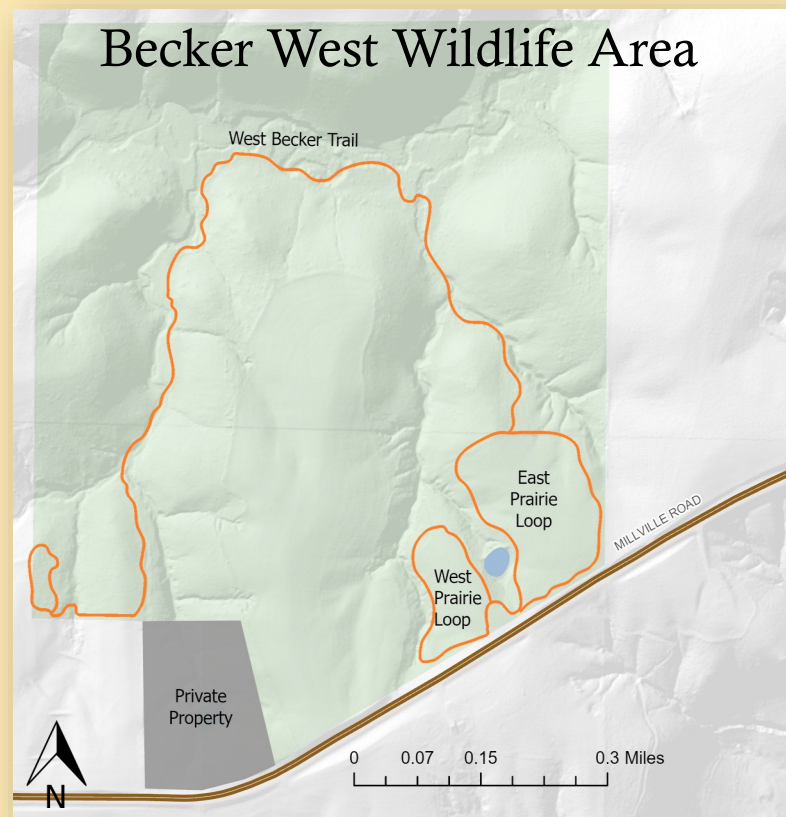 Becker West Wildlife Area
West Becker Trail
East
Prairie
Loop
MILLVILLE ROAD
West
Prairie
Loop
Private
Property
0 0.07 0.15 0.3 Miles
N